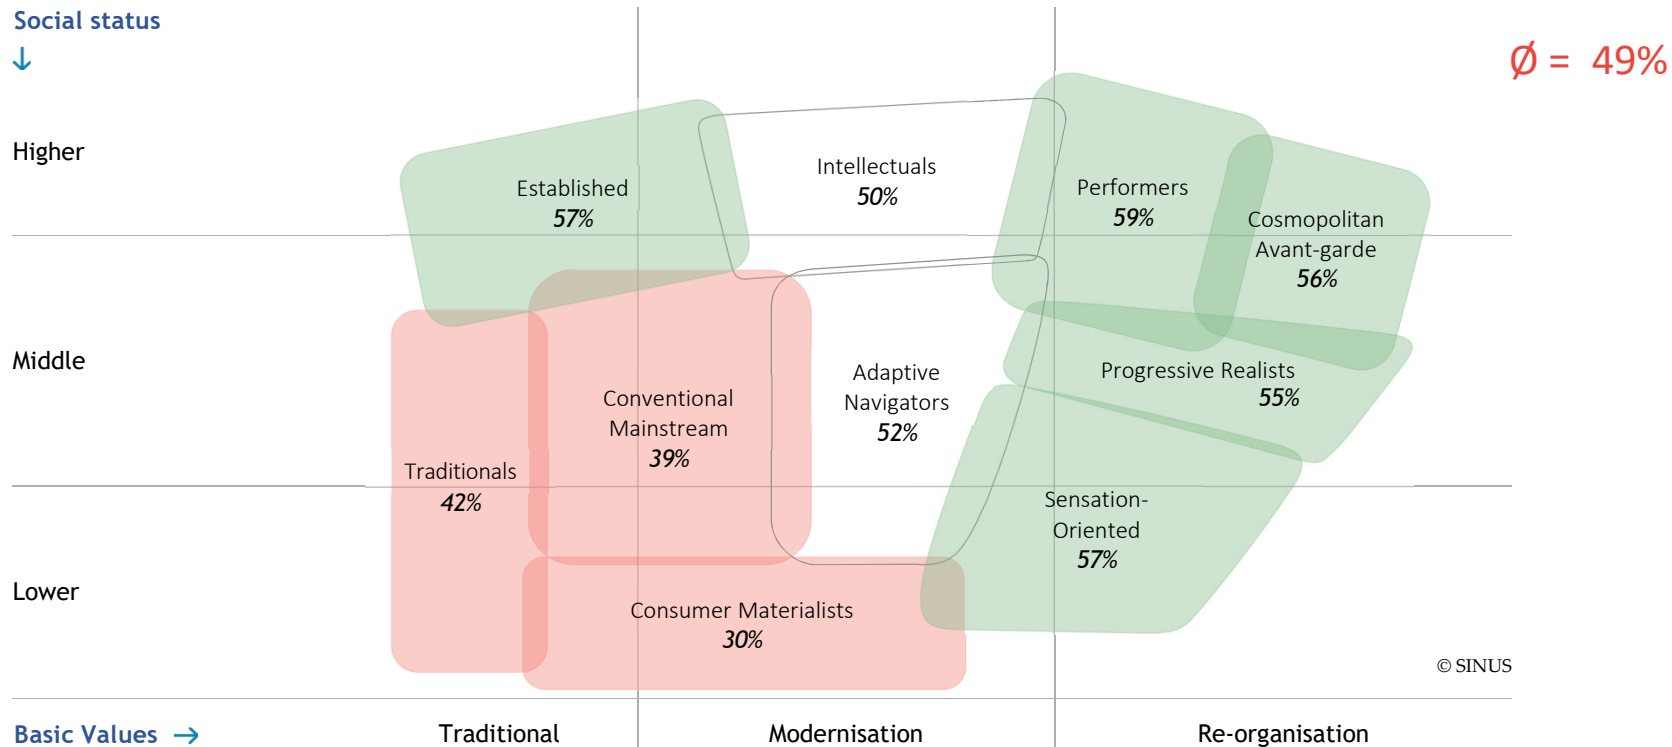 Social status
↓
Ø = 49%
Higher
Established
57%
Intellectuals
50%
Performers
59%
Cosmopolitan
Avant-garde
56%
Middle
Traditionals
42%
Conventional
Mainstream
39%
Adaptive
Navigators
52%
Progressive Realists
55%
Sensation-
Oriented
57%
Lower
Consumer Materialists
30%
© SINUS
Basic Values →
Traditional
Modernisation
Re-organisation